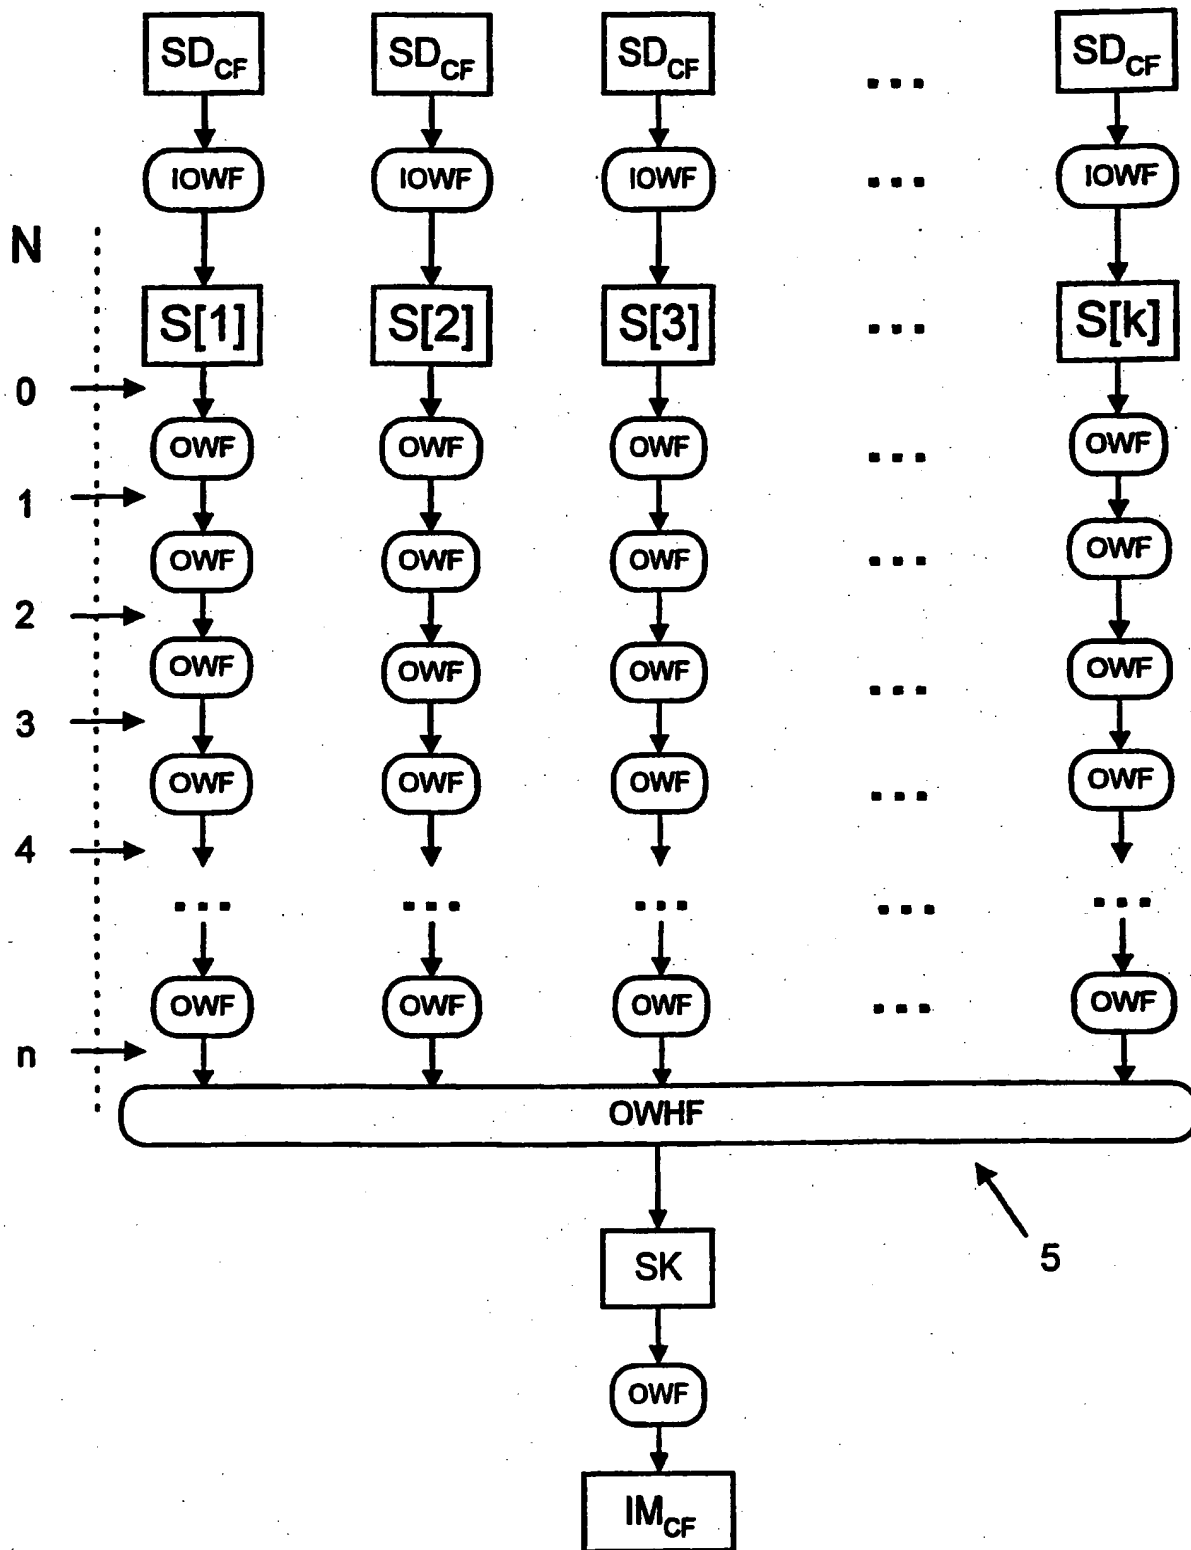 SD_CF SD_CF SD_CF ... SD_CF
IOWF IOWF IOWF ... IOWF
N
S[1] S[2] S[3] ... S[k]
0
OWF OWF OWF ... OWF
1
OWF OWF OWF ... OWF
2
OWF OWF OWF ... OWF
3
OWF OWF OWF ... OWF
4
... ... ... ... ...
OWF OWF OWF ... OWF
n
OWHF
5
SK
OWF
IM_CF